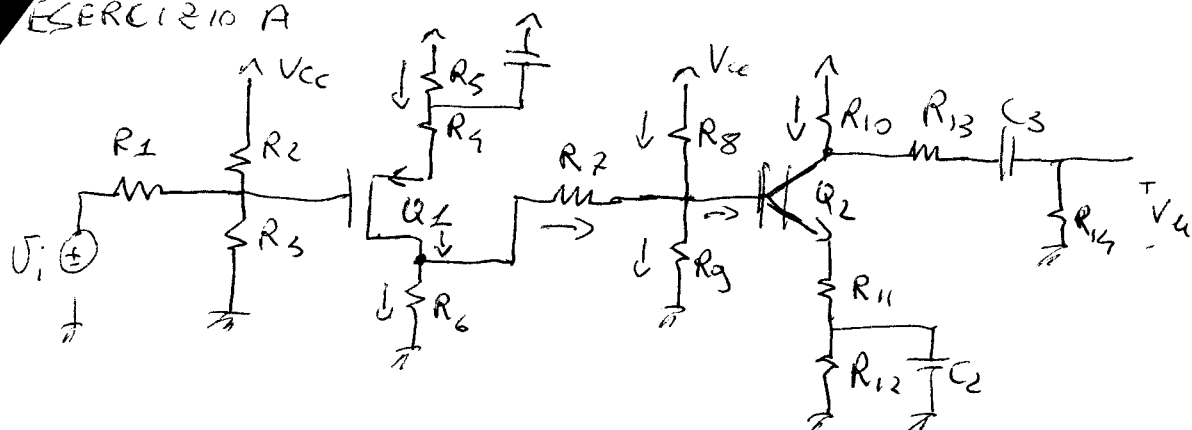 ESERCIZIO A
VCC
R5
R4
R1
R2
R3
Vi
Q1
R6
R7
Vcc
R8
R9
R10
R13
C3
Q2
R14
Vu
R11
R12
C2